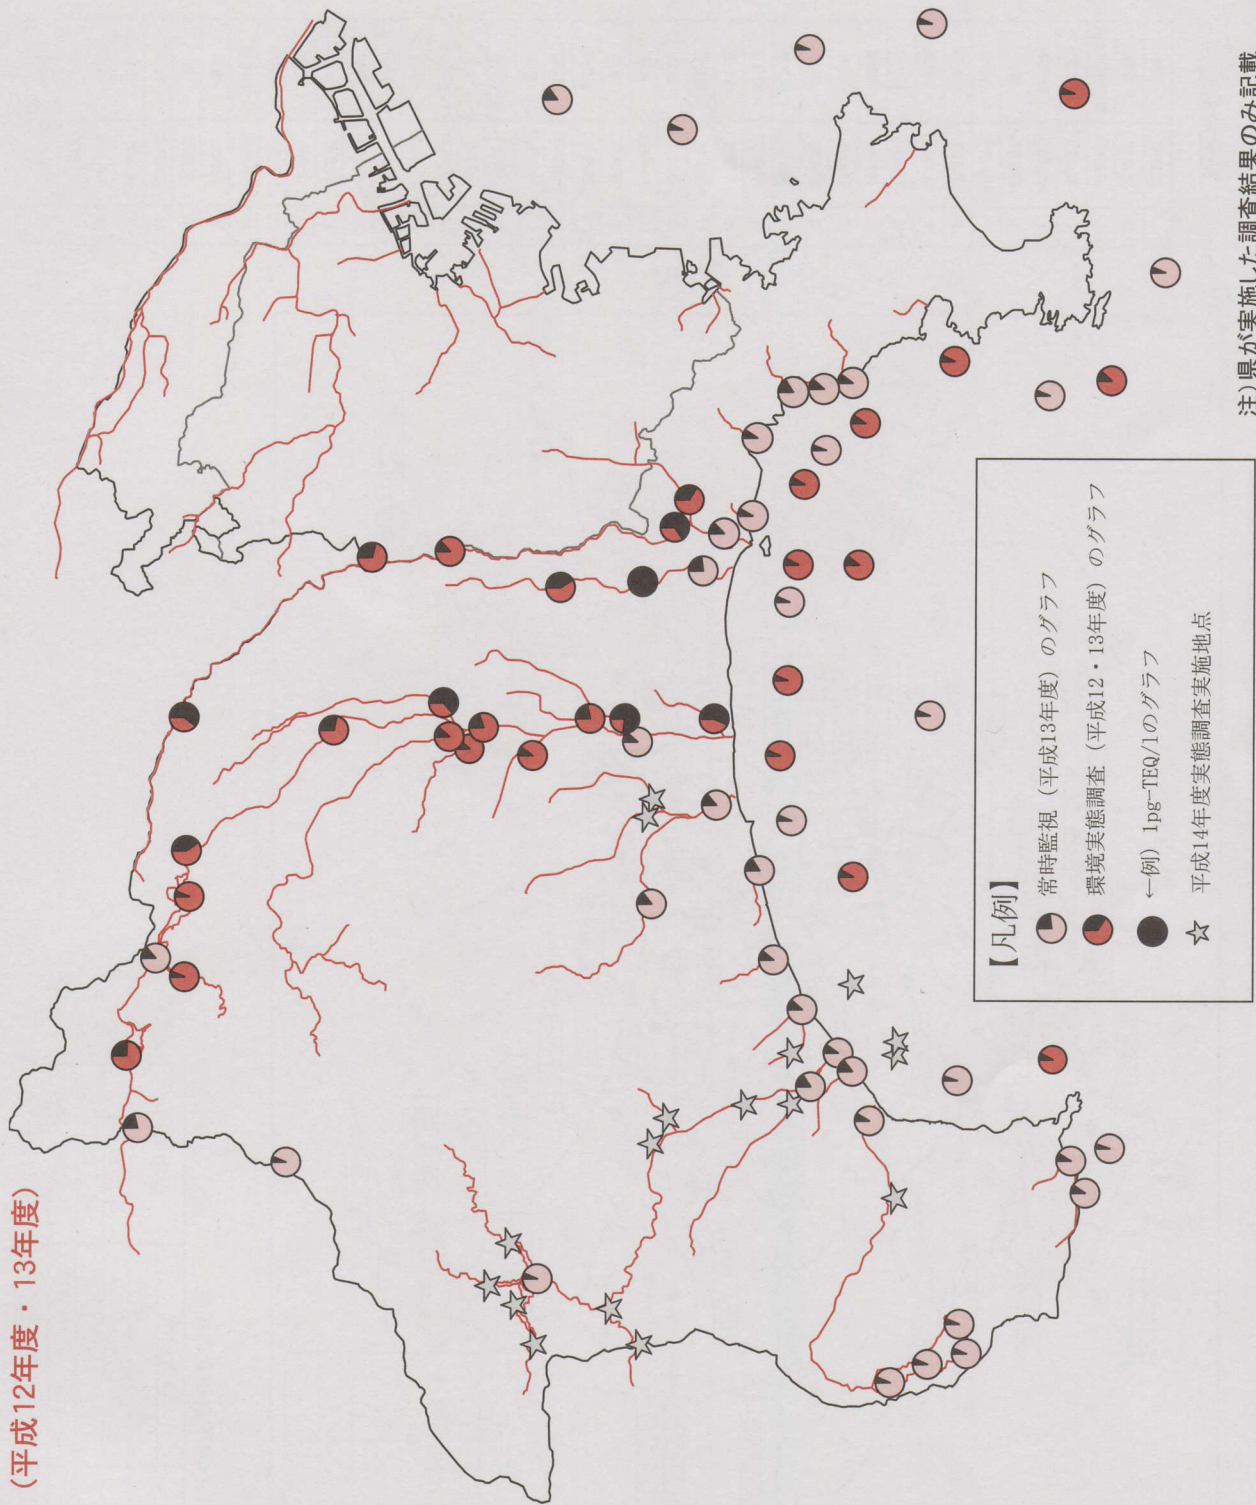 (平成12年度・13年度)
【凡例】
常時監視（平成13年度）のグラフ
環境実態調査（平成12・13年度）のグラフ
←例）1pg-TEQ/lのグラフ
平成14年度実態調査実施地点
注）県が実施した調査結果のみ記載